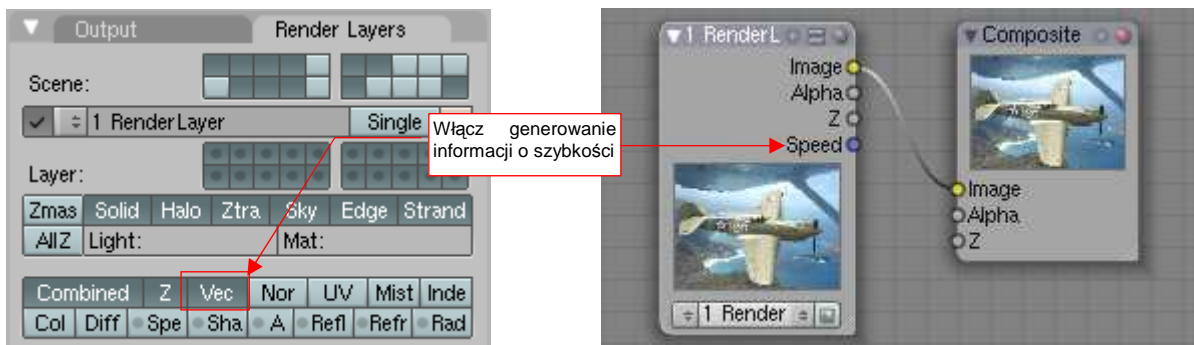 Output Render Layers
Scene:
1 RenderLayer Single
Layer:
Zmas Solid Halo Ztra Sky Edge Strand
AllZ Light: Mat:
Combined Z Vec Nor UV Mist Inde
Col Diff Spe Sha A Refl Refr Rad
Włącz generowanie
informacji o szybkości
1 RenderL
Image
Alpha
Z
Speed
1 Render
Composite
Image
Alpha
Z